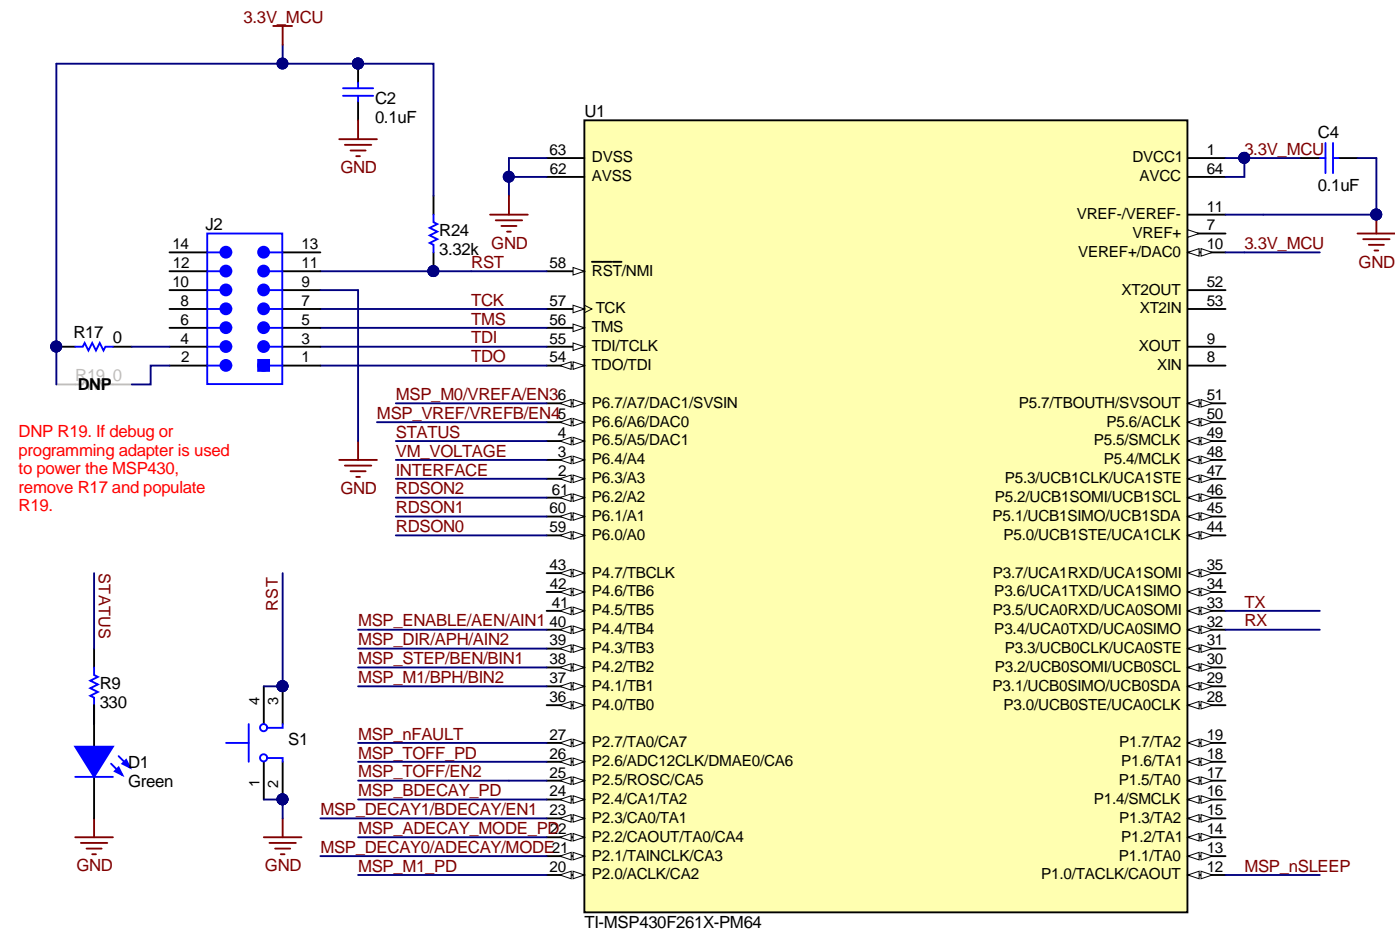 3.3V_MCU
C2
0.1uF
GND
R24
3.32k
J2
14 13
12 11
10 9
8 7
6 5
4 3
2 1
R17 0
R19 0
DNP
RST
TCK
TMS
TDI
TDO
GND
GND
DNP R19. If debug or
programming adapter is used
to power the MSP430,
remove R17 and populate
R19.
STATUS
R9
330
D1
Green
GND
RST
4 3
S1
1 2
GND
U1
63 DVSS
62 AVSS
58 RST/NMI
57 TCK
56 TMS
55 TDI/TCLK
54 TDO/TDI
MSP_M0/VREFA/EN3 6 P6.7/A7/DAC1/SVSIN
MSP_VREF/VREFB/EN4 5 P6.6/A6/DAC0
STATUS 4 P6.5/A5/DAC1
VM_VOLTAGE 3 P6.4/A4
INTERFACE 2 P6.3/A3
RDSON2 61 P6.2/A2
RDSON1 60 P6.1/A1
RDSON0 59 P6.0/A0
43 P4.7/TBCLK
42 P4.6/TB6
41 P4.5/TB5
MSP_ENABLE/AEN/AIN1 40 P4.4/TB4
MSP_DIR/APH/AIN2 39 P4.3/TB3
MSP_STEP/BEN/BIN1 38 P4.2/TB2
MSP_M1/BPH/BIN2 37 P4.1/TB1
36 P4.0/TB0
MSP_nFAULT 27 P2.7/TA0/CA7
MSP_TOFF_PD 26 P2.6/ADC12CLK/DMAE0/CA6
MSP_TOFF/EN2 25 P2.5/ROSC/CA5
MSP_BDECAY_PD 24 P2.4/CA1/TA2
MSP_DECAY1/BDECAY/EN1 23 P2.3/CA0/TA1
MSP_ADECAY_MODE_PD 22 P2.2/CAOUT/TA0/CA4
MSP_DECAY0/ADECAY/MODE 21 P2.1/TAINCLK/CA3
MSP_M1_PD 20 P2.0/ACLK/CA2
DVCC1 1 3.3V_MCU
AVCC 64
C4
0.1uF
GND
VREF-/VEREF- 11
VREF+ 7
VEREF+/DAC0 10 3.3V_MCU
XT2OUT 52
XT2IN 53
XOUT 9
XIN 8
P5.7/TBOUTH/SVSOUT 51
P5.6/ACLK 50
P5.5/SMCLK 49
P5.4/MCLK 48
P5.3/UCB1CLK/UCA1STE 47
P5.2/UCB1SOMI/UCB1SCL 46
P5.1/UCB1SIMO/UCB1SDA 45
P5.0/UCB1STE/UCA1CLK 44
P3.7/UCA1RXD/UCA1SOMI 35
P3.6/UCA1TXD/UCA1SIMO 34
P3.5/UCA0RXD/UCA0SOMI 33 TX
P3.4/UCA0TXD/UCA0SIMO 32 RX
P3.3/UCB0CLK/UCA0STE 31
P3.2/UCB0SOMI/UCB0SCL 30
P3.1/UCB0SIMO/UCB0SDA 29
P3.0/UCB0STE/UCA0CLK 28
P1.7/TA2 19
P1.6/TA1 18
P1.5/TA0 17
P1.4/SMCLK 16
P1.3/TA2 15
P1.2/TA1 14
P1.1/TA0 13
P1.0/TACLK/CAOUT 12 MSP_nSLEEP
TI-MSP430F261X-PM64